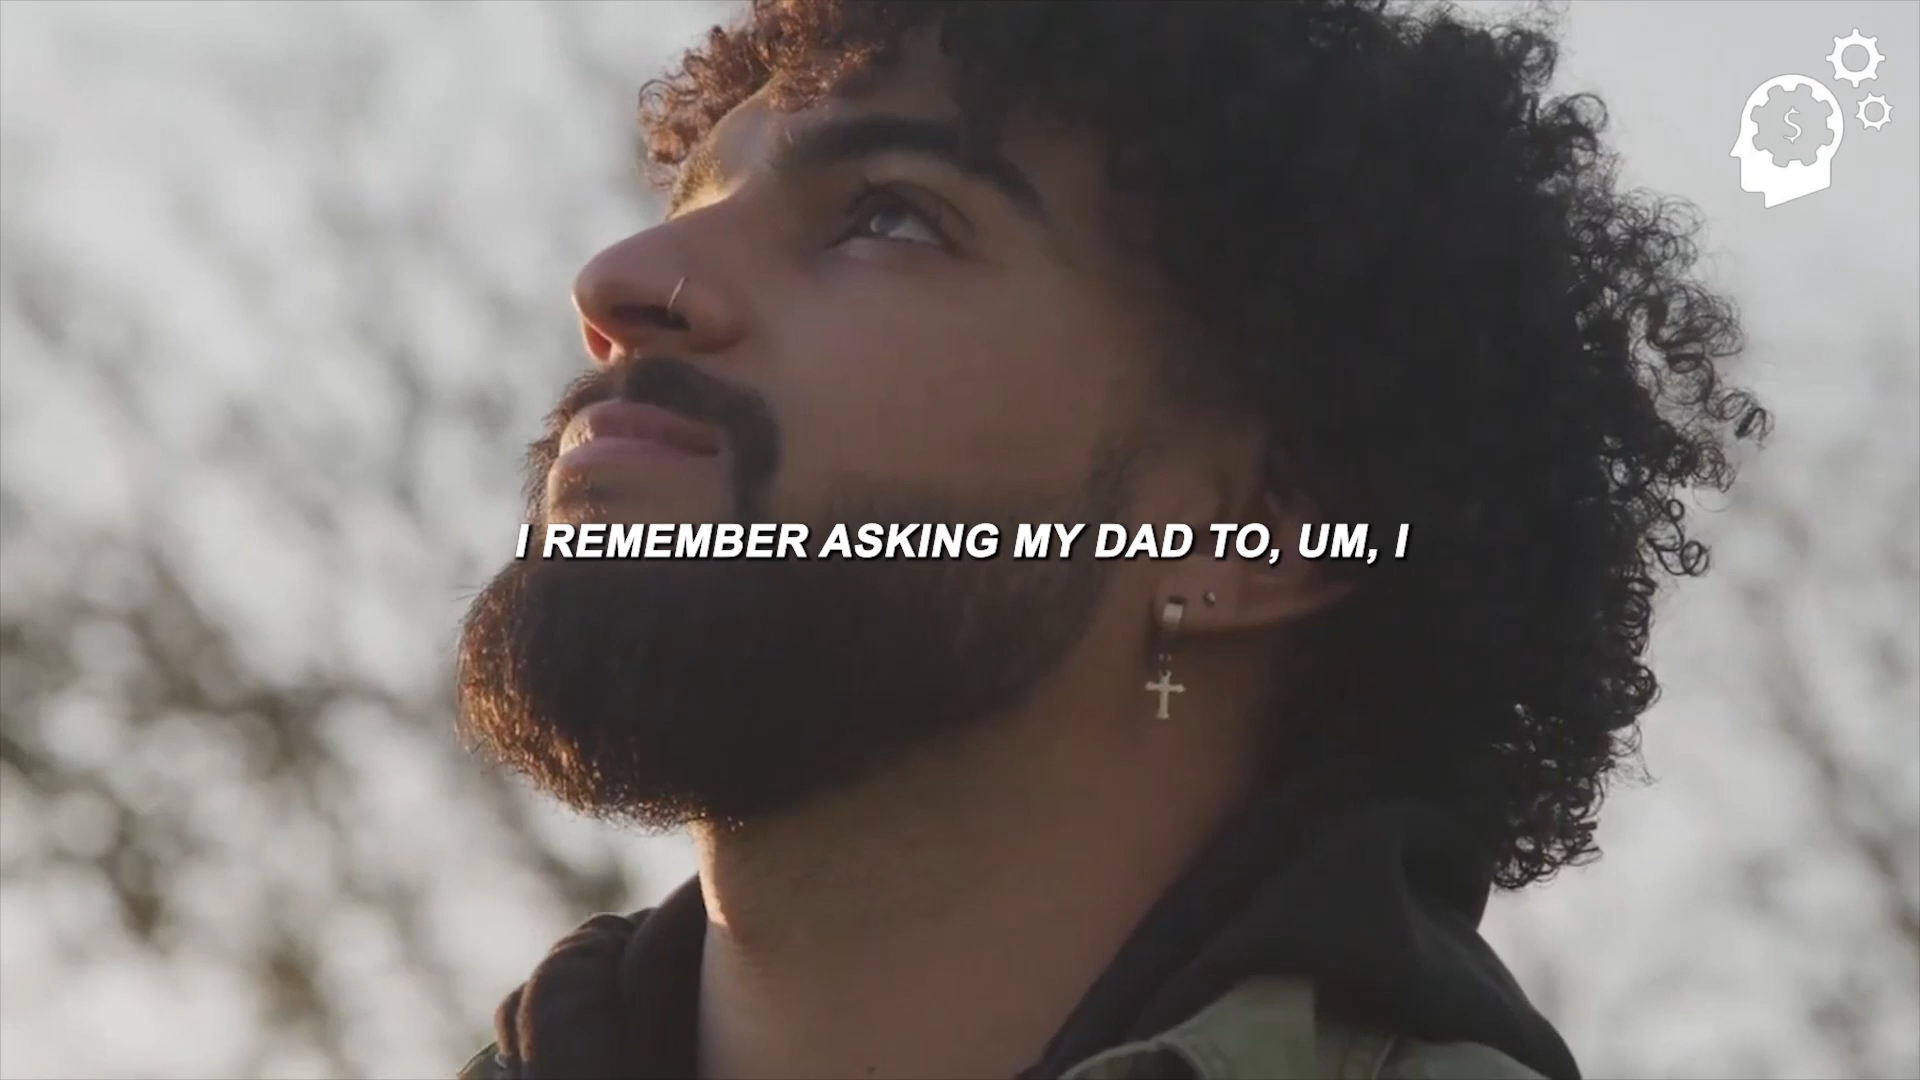 I REMEMBER ASKING MY DAD TO, UM, I
$